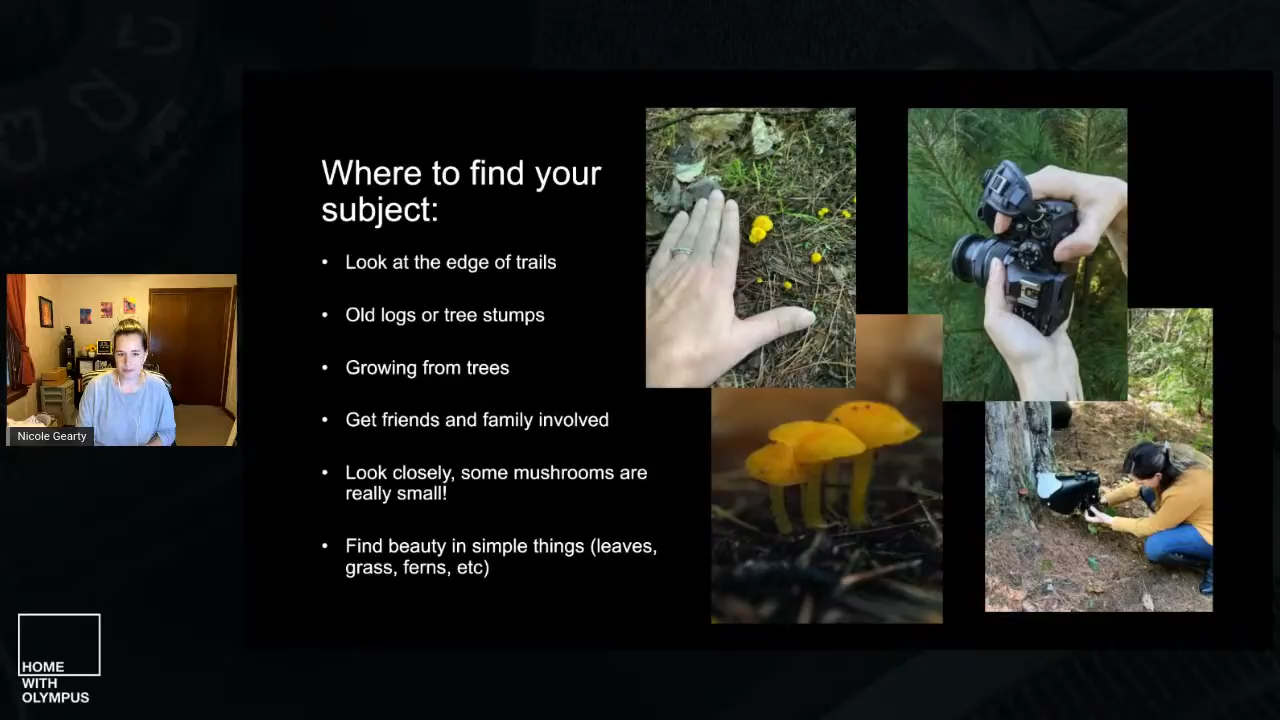 Where to find your
subject:
• Look at the edge of trails
• Old logs or tree stumps
• Growing from trees
• Get friends and family involved
• Look closely, some mushrooms are
really small!
• Find beauty in simple things (leaves,
grass, ferns, etc)
Nicole Gearty
HOME
WITH
OLYMPUS